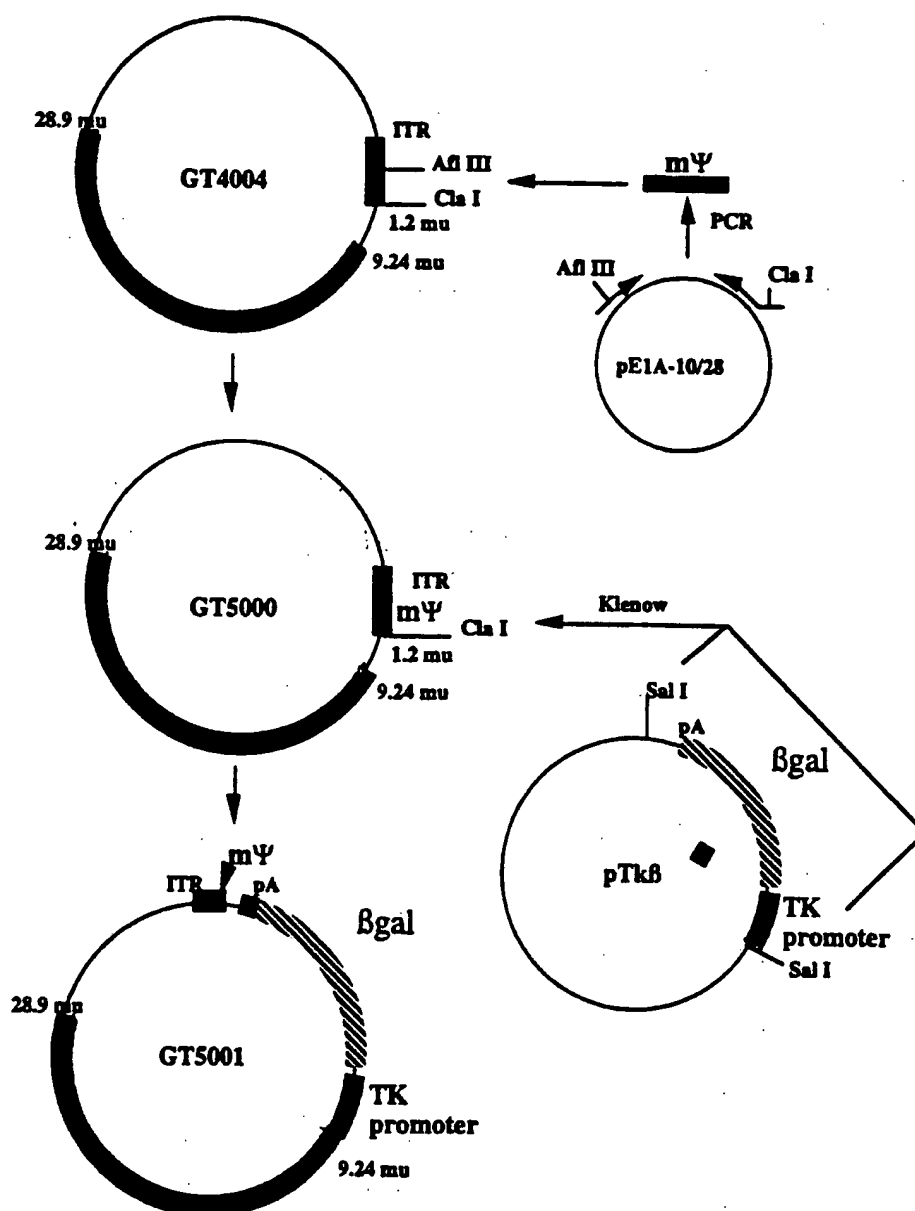 28.9 mu
ITR
GT4004
Afl III
Cla I
1.2 mu
9.24 mu
mΨ
PCR
Afl III
Cla I
pE1A-10/28
28.9 mu
ITR
GT5000
mΨ
Cla I
1.2 mu
9.24 mu
Klenow
Sal I
pA
ßgal
pTkß
TK
promoter
Sal I
mΨ
ITR
pA
ßgal
28.9 mu
GT5001
TK
promoter
9.24 mu